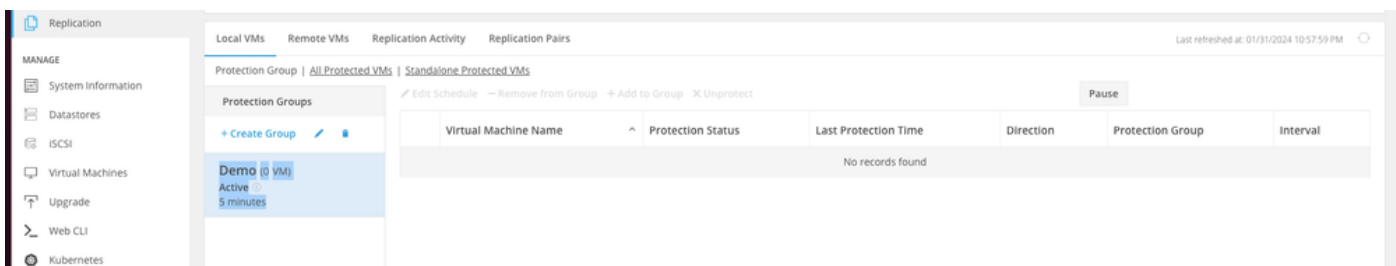 Replication
MANAGE
System Information
Datastores
iSCSI
Virtual Machines
Upgrade
Web CLI
Kubernetes
Local VMs Remote VMs Replication Activity Replication Pairs
Last refreshed at: 01/31/2024 10:57:59 PM
Protection Group | All Protected VMs | Standalone Protected VMs
Protection Groups
+ Create Group
Demo (0 VM)
Active
5 minutes
Edit Schedule Remove from Group + Add to Group X Unprotect
Pause
Virtual Machine Name Protection Status Last Protection Time Direction Protection Group Interval
No records found